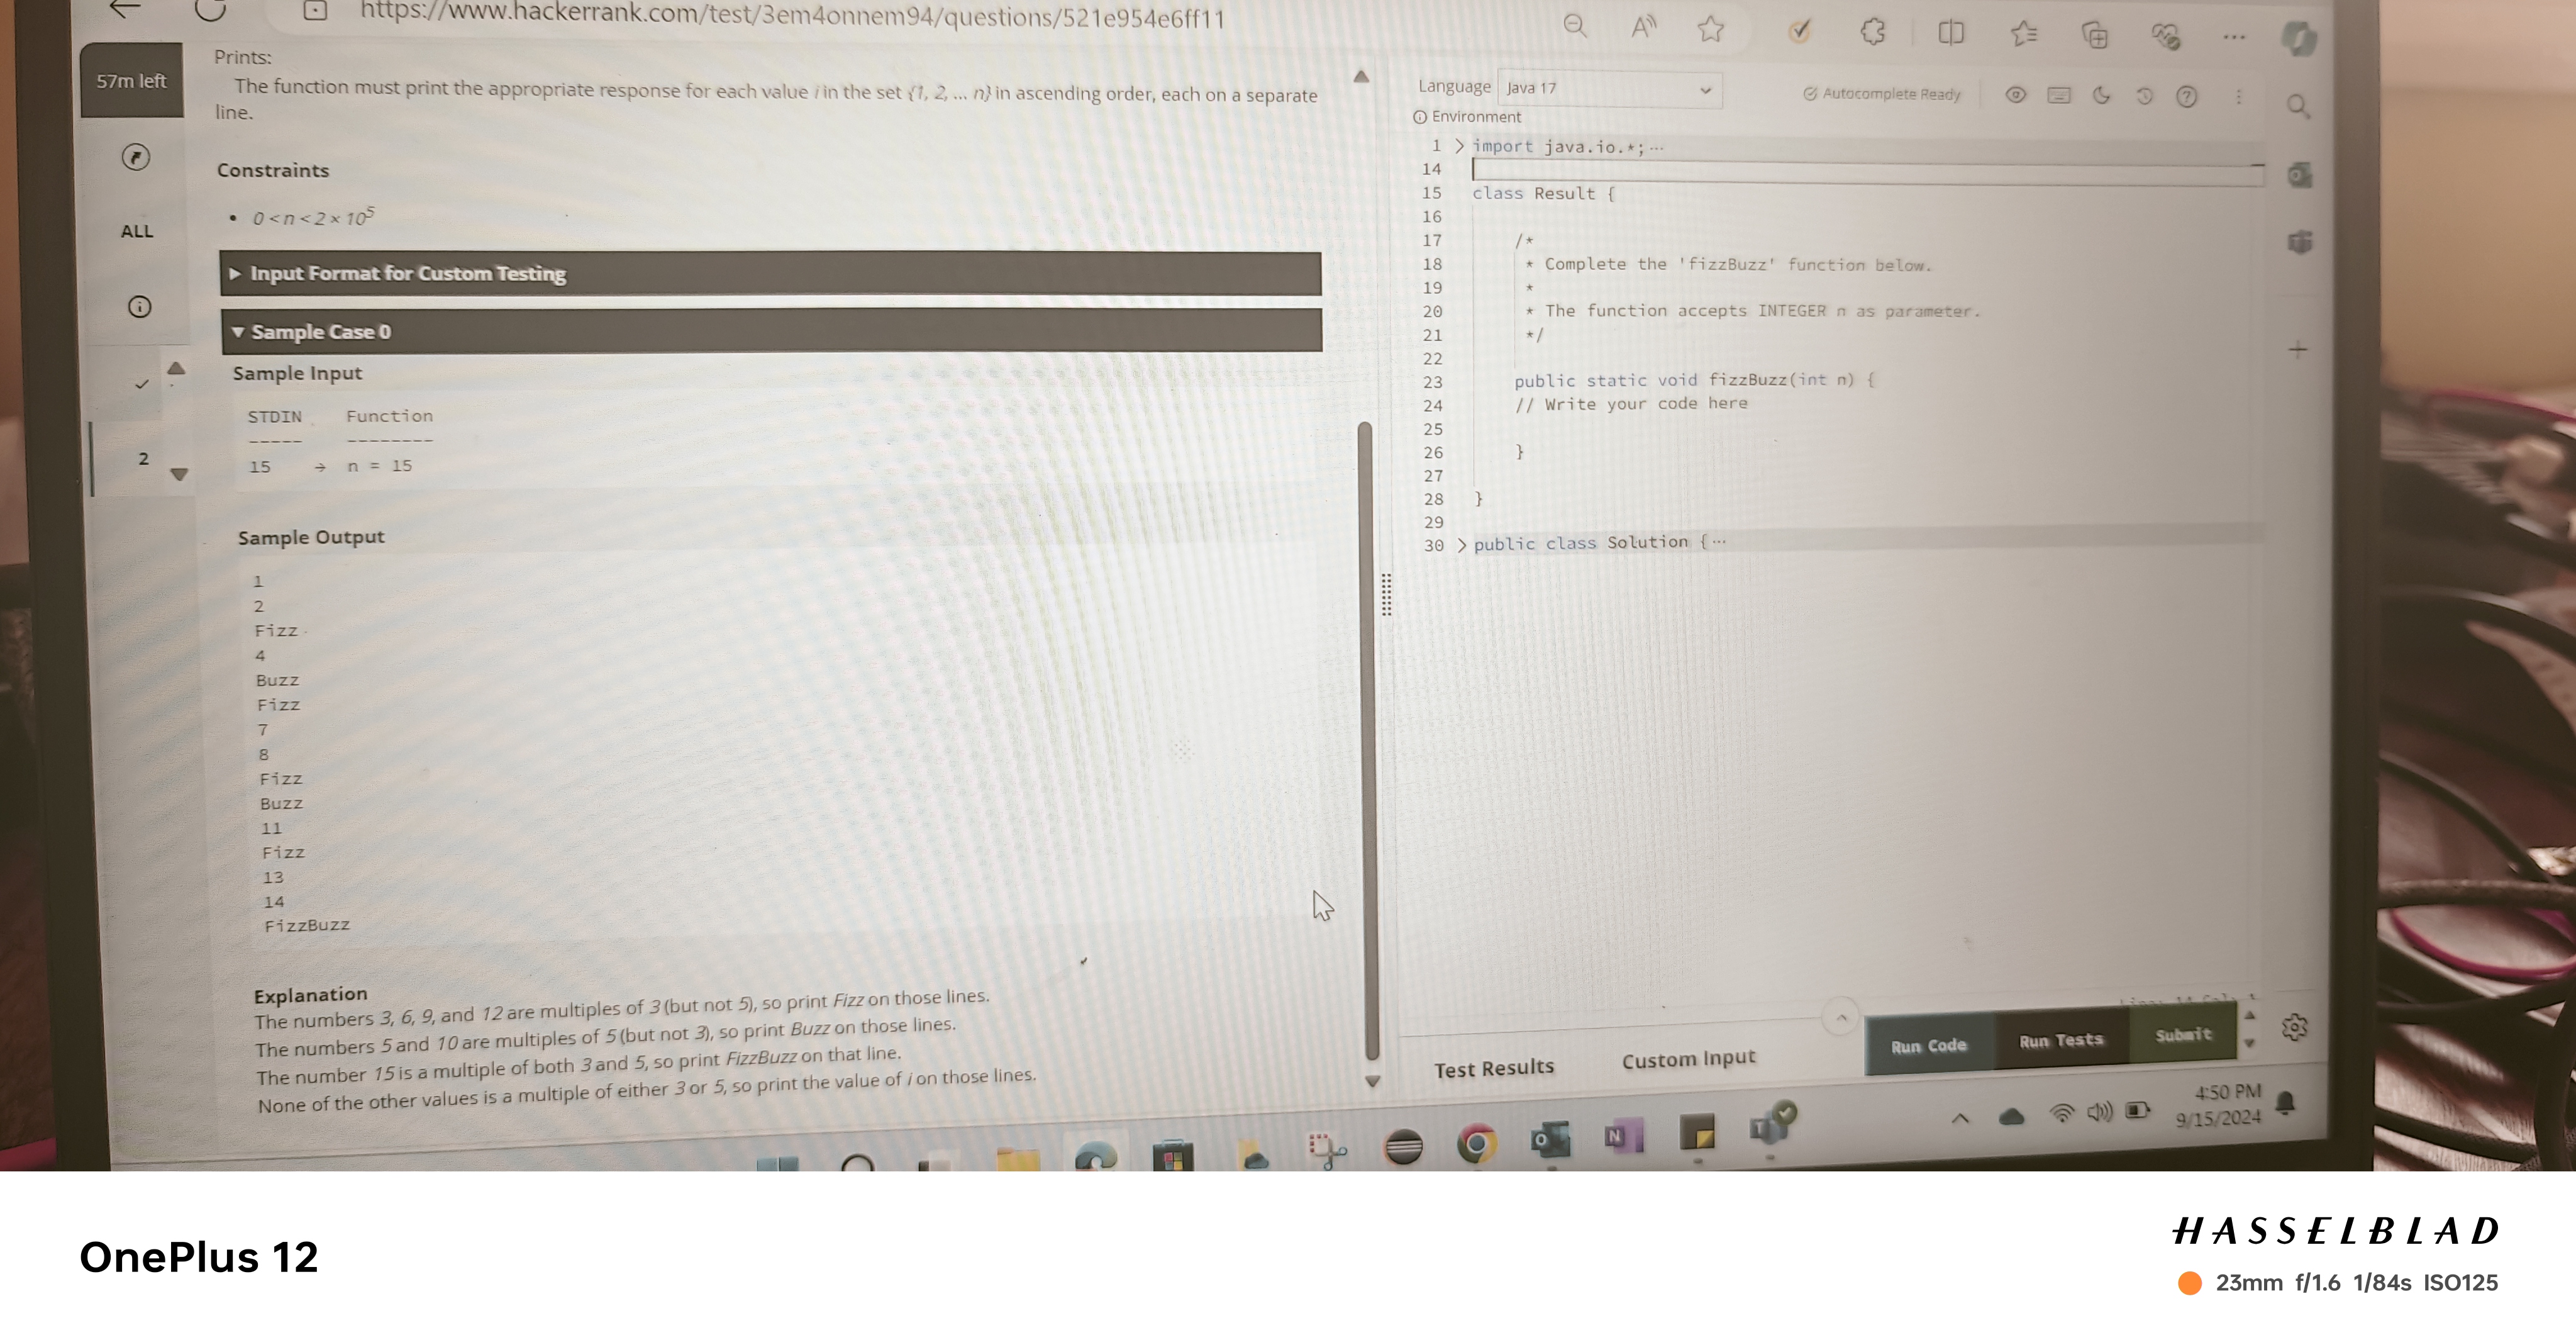 https://www.hackerrank.com/test/3em4onnem94/questions/521e954e6ff11
57m left
ALL
2
Prints:
The function must print the appropriate response for each value i in the set {1, 2, ... n} in ascending order, each on a separate
line.
Constraints
• 0 < n < 2 × 10^5
Input Format for Custom Testing
Sample Case 0
Sample Input
STDIN Function
----- --------
15 → n = 15
Sample Output
1
2
Fizz
4
Buzz
Fizz
7
8
Fizz
Buzz
11
Fizz
13
14
FizzBuzz
Explanation
The numbers 3, 6, 9, and 12 are multiples of 3 (but not 5), so print Fizz on those lines.
The numbers 5 and 10 are multiples of 5 (but not 3), so print Buzz on those lines.
The number 15 is a multiple of both 3 and 5, so print FizzBuzz on that line.
None of the other values is a multiple of either 3 or 5, so print the value of i on those lines.
Language Java 17
Autocomplete Ready
Environment
1 > import java.io.*;...
14
15 class Result {
16
17 /*
18 * Complete the 'fizzBuzz' function below.
19 *
20 * The function accepts INTEGER n as parameter.
21 */
22
23 public static void fizzBuzz(int n) {
24 // Write your code here
25
26 }
27
28 }
29
30 > public class Solution {...
Test Results Custom Input Run Code Run Tests Submit
4:50 PM
9/15/2024
OnePlus 12
HASSELBLAD
23mm f/1.6 1/84s ISO125